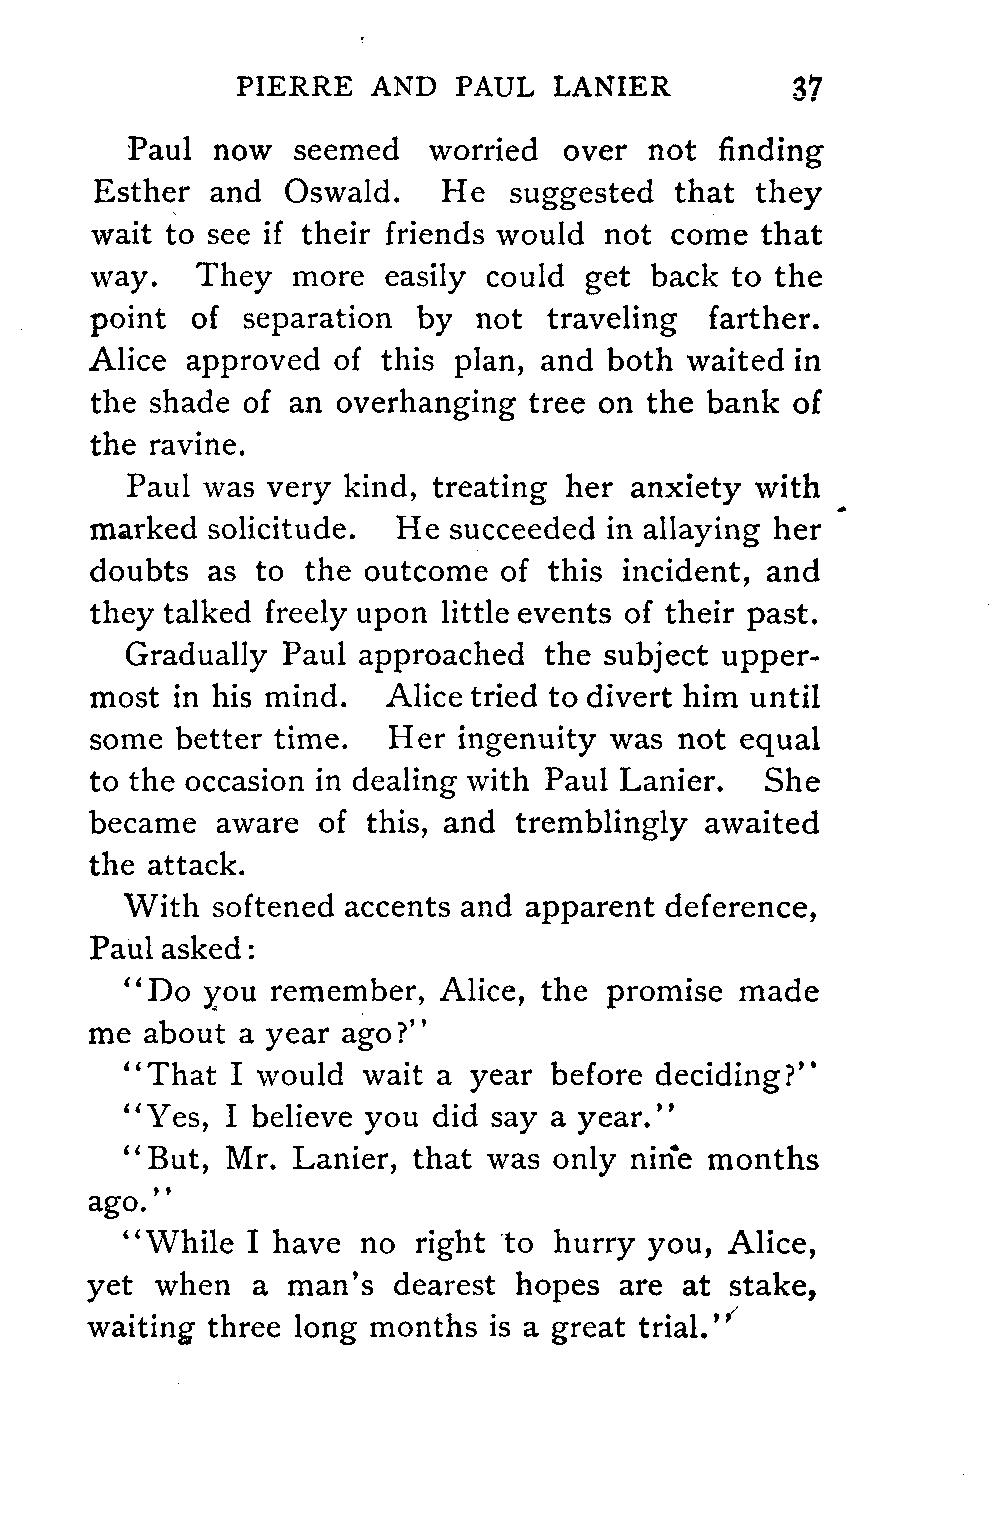 PIERRE AND PAUL LANIER 37
Paul now seemed worried over not finding
Esther and Oswald. He suggested that they
wait to see if their friends would not come that
way. They more easily could get back to the
point of separation by not traveling farther.
Alice approved of this plan, and both waited in
the shade of an overhanging tree on the bank of
the ravine.
Paul was very kind, treating her anxiety with
marked solicitude. He succeeded in allaying her
doubts as to the outcome of this incident, and
they talked freely upon little events of their past.
Gradually Paul approached the subject upper-
most in his mind. Alice tried to divert him until
some better time. Her ingenuity was not equal
to the occasion in dealing with Paul Lanier. She
became aware of this, and tremblingly awaited
the attack.
With softened accents and apparent deference,
Paul asked:
"Do you remember, Alice, the promise made
me about a year ago?"
"That I would wait a year before deciding?"
"Yes, I believe you did say a year."
"But, Mr. Lanier, that was only nine months
ago."
"While I have no right to hurry you, Alice,
yet when a man's dearest hopes are at stake,
waiting three long months is a great trial."